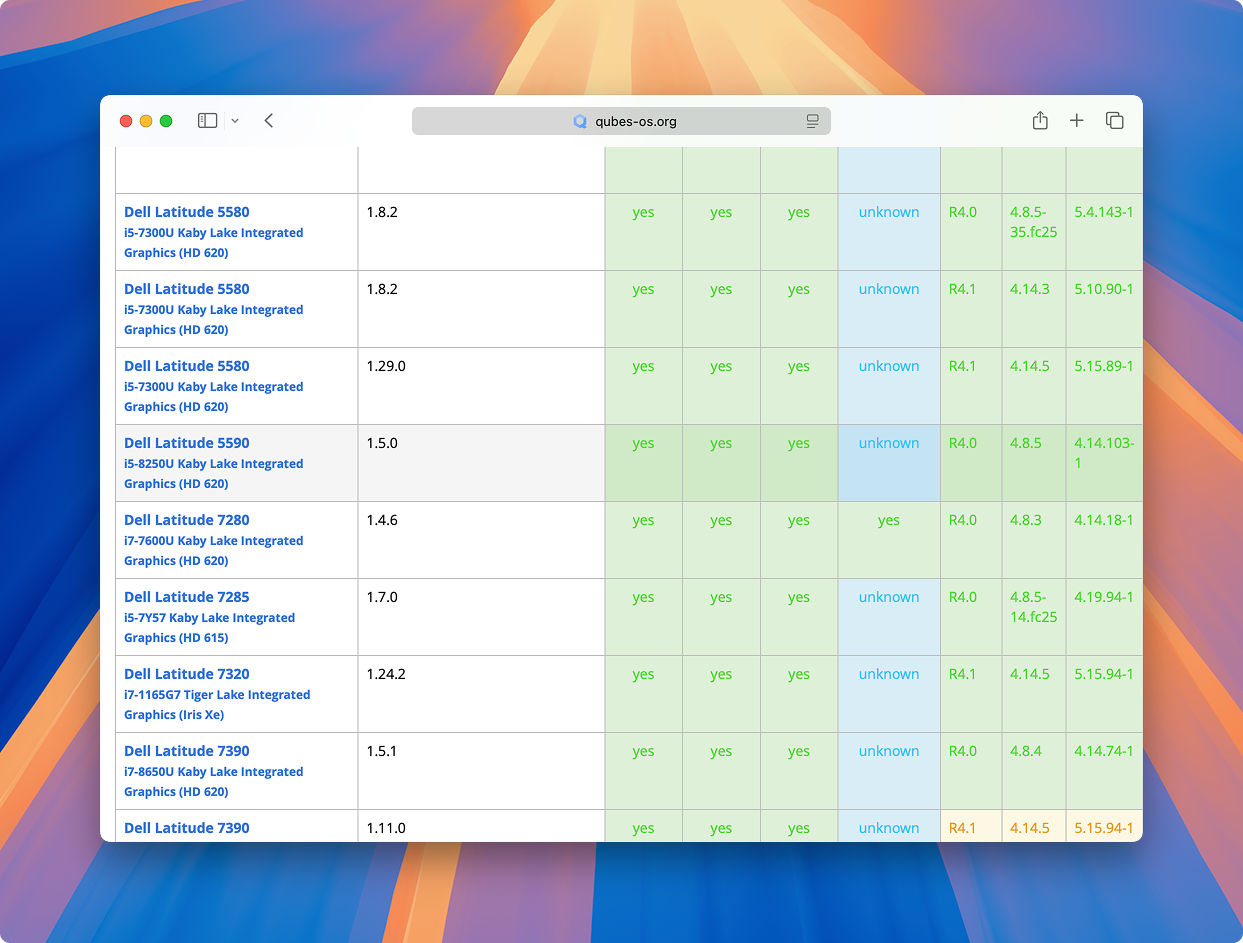 qubes-os.org
Dell Latitude 5580 1.8.2 yes yes yes unknown R4.0 4.8.5- 5.4.143-1
i5-7300U Kaby Lake Integrated 35.fc25
Graphics (HD 620)
Dell Latitude 5580 1.8.2 yes yes yes unknown R4.1 4.14.3 5.10.90-1
i5-7300U Kaby Lake Integrated
Graphics (HD 620)
Dell Latitude 5580 1.29.0 yes yes yes unknown R4.1 4.14.5 5.15.89-1
i5-7300U Kaby Lake Integrated
Graphics (HD 620)
Dell Latitude 5590 1.5.0 yes yes yes unknown R4.0 4.8.5 4.14.103-
i5-8250U Kaby Lake Integrated 1
Graphics (HD 620)
Dell Latitude 7280 1.4.6 yes yes yes yes R4.0 4.8.3 4.14.18-1
i7-7600U Kaby Lake Integrated
Graphics (HD 620)
Dell Latitude 7285 1.7.0 yes yes yes unknown R4.0 4.8.5- 4.19.94-1
i5-7Y57 Kaby Lake Integrated 14.fc25
Graphics (HD 615)
Dell Latitude 7320 1.24.2 yes yes yes unknown R4.1 4.14.5 5.15.94-1
i7-1165G7 Tiger Lake Integrated
Graphics (Iris Xe)
Dell Latitude 7390 1.5.1 yes yes yes unknown R4.0 4.8.4 4.14.74-1
i7-8650U Kaby Lake Integrated
Graphics (HD 620)
Dell Latitude 7390 1.11.0 yes yes yes unknown R4.1 4.14.5 5.15.94-1